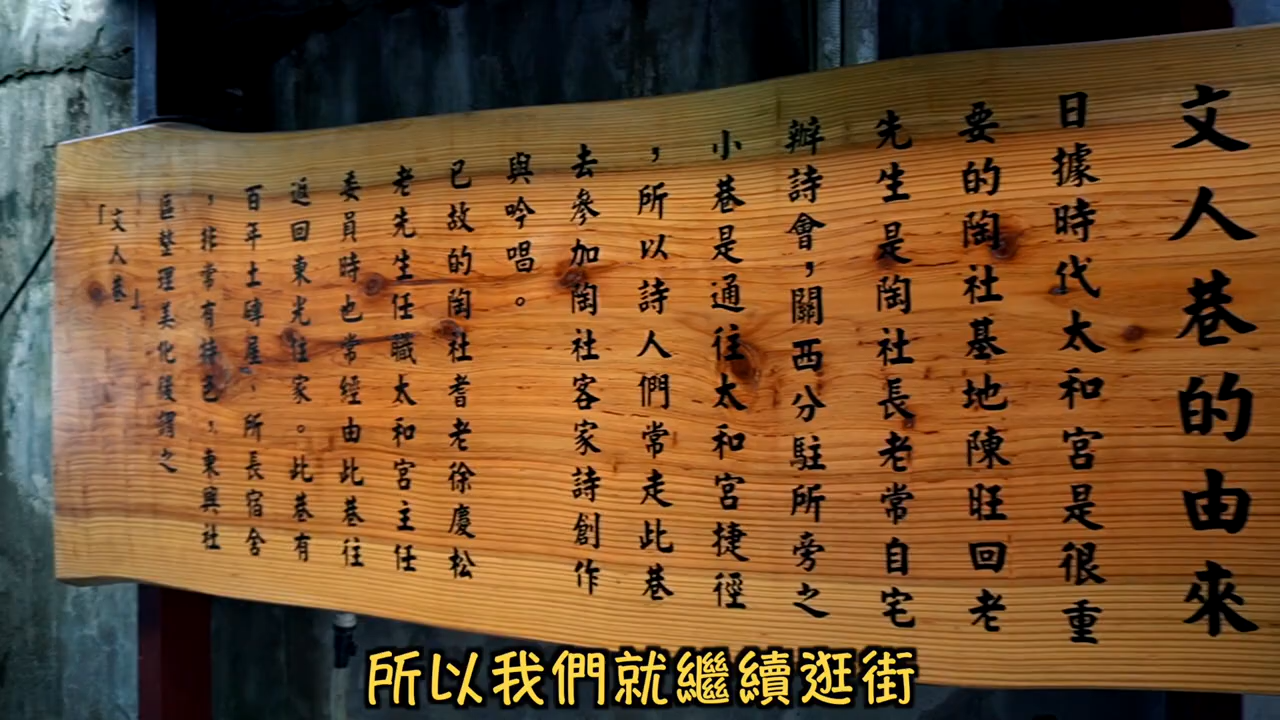 文人巷的由來
日據時代太和宮是很重
要的陶社基地陳旺回老
先生是陶社長老常自宅
辦詩會，關西分駐所旁之
小巷是通往太和宮捷徑
，所以詩人們常走此巷
去參加陶社客家詩創作
與吟唱。
已故的陶社耆老徐慶松
老先生任職太和宮主任
委員時也常經由此巷往
返回東光住家。此巷有
百年土磚屋、所長宿舍
，非常有特色，東興社
區整理美化後謂之
「文人巷」
所以我們就繼續逛街